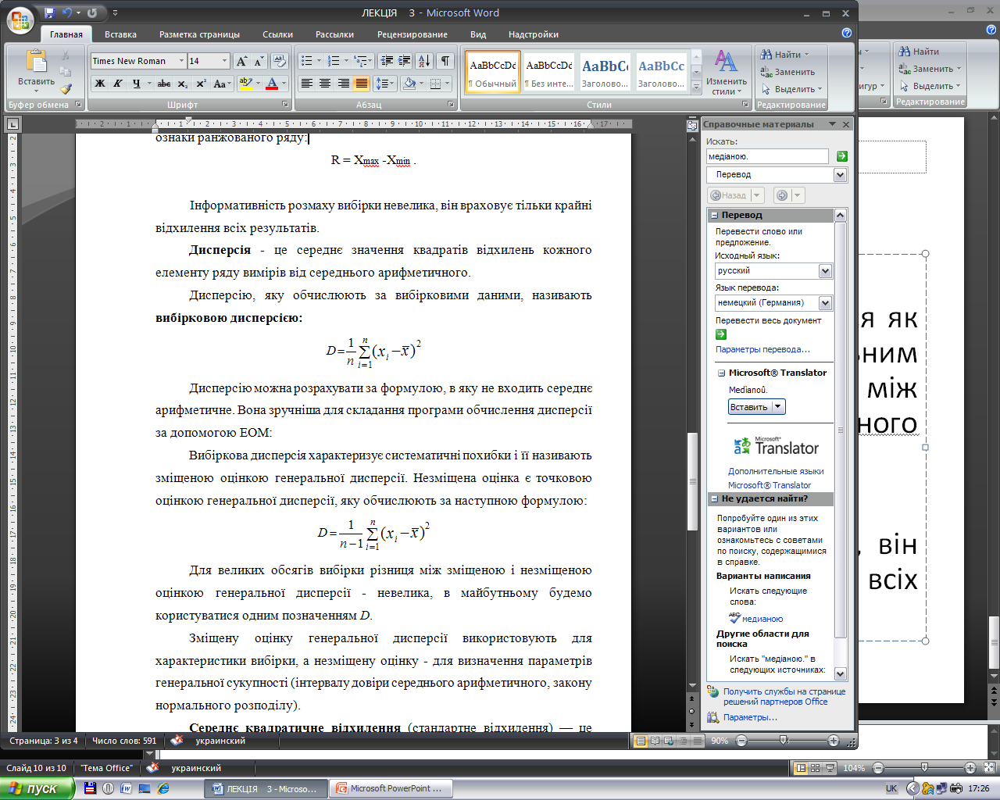 ЛЕКЦІЯ 3 - Microsoft Word
Главная Вставка Разметка страницы Ссылки Рассылки Рецензирование Вид Надстройки
Вставить
Буфер обмена
Times New Roman 14
Ж К Ч abc x₂ x² Aa
Шрифт
Абзац
AaBbCcDc AaBbCcDc AaBbCc AaBbCc
¶ Обычный ¶ Без инте... Заголово... Заголово...
Изменить стили
Стили
Найти
Заменить
Выделить
Редактирование
Найти
Заменить
Выделить
Редактирование
гур
ознаки ранжованого ряду:
R = Xmax -Xmin .
Інформативність розмаху вибірки невелика, він враховує тільки крайні
відхилення всіх результатів.
Дисперсія - це середнє значення квадратів відхилень кожного
елементу ряду вимірів від середнього арифметичного.
Дисперсію, яку обчислюють за вибірковими даними, називають
вибірковою дисперсією:
D = 1/n ∑ i=1 n (x i − x̅)²
Дисперсію можна розрахувати за формулою, в яку не входить середнє
арифметичне. Вона зручніша для складання програми обчислення дисперсії
за допомогою ЕОМ:
Вибіркова дисперсія характеризує систематичні похибки і її називають
зміщеною оцінкою генеральної дисперсії. Незміщена оцінка є точковою
оцінкою генеральної дисперсії, яку обчислюють за наступною формулою:
D = 1/(n−1) ∑ i=1 n (x i − x̅)²
Для великих обсягів вибірки різниця між зміщеною і незміщеною
оцінкою генеральної дисперсії - невелика, в майбутньому будемо
користуватися одним позначенням D.
Зміщену оцінку генеральної дисперсії використовують для
характеристики вибірки, а незміщену оцінку - для визначення параметрів
генеральної сукупності (інтервалу довіри середнього арифметичного, закону
нормального розподілу).
Середнє квадратичне відхилення (стандартне відхилення) — це
Справочные материалы
Искать:
медіаною.
Перевод
Назад
Перевод
Перевести слово или
предложение.
Исходный язык:
русский
Язык перевода:
немецкий (Германия)
Перевести весь документ
Параметры перевода...
Microsoft® Translator
Medìanoû.
Вставить
Microsoft® Translator
Дополнительные языки
Microsoft® Translator
Не удается найти?
Попробуйте один из этих
вариантов или
ознакомьтесь с советами
по поиску, содержащимися
в справке.
Варианты написания
Искать следующие
слова:
медианою
Другие области для
поиска
Искать "медіаною." в
следующих источниках:
Получить службы на странице
решений партнеров Office
Параметры...
я як
ним
між
ного
, він
всіх
Страница: 3 из 4 Число слов: 591 украинский 90%
Слайд 10 из 10 "Тема Office" украинский 104%
пуск ЛЕКЦІЯ 3 - Microso... Microsoft PowerPoint ... UK 17:26